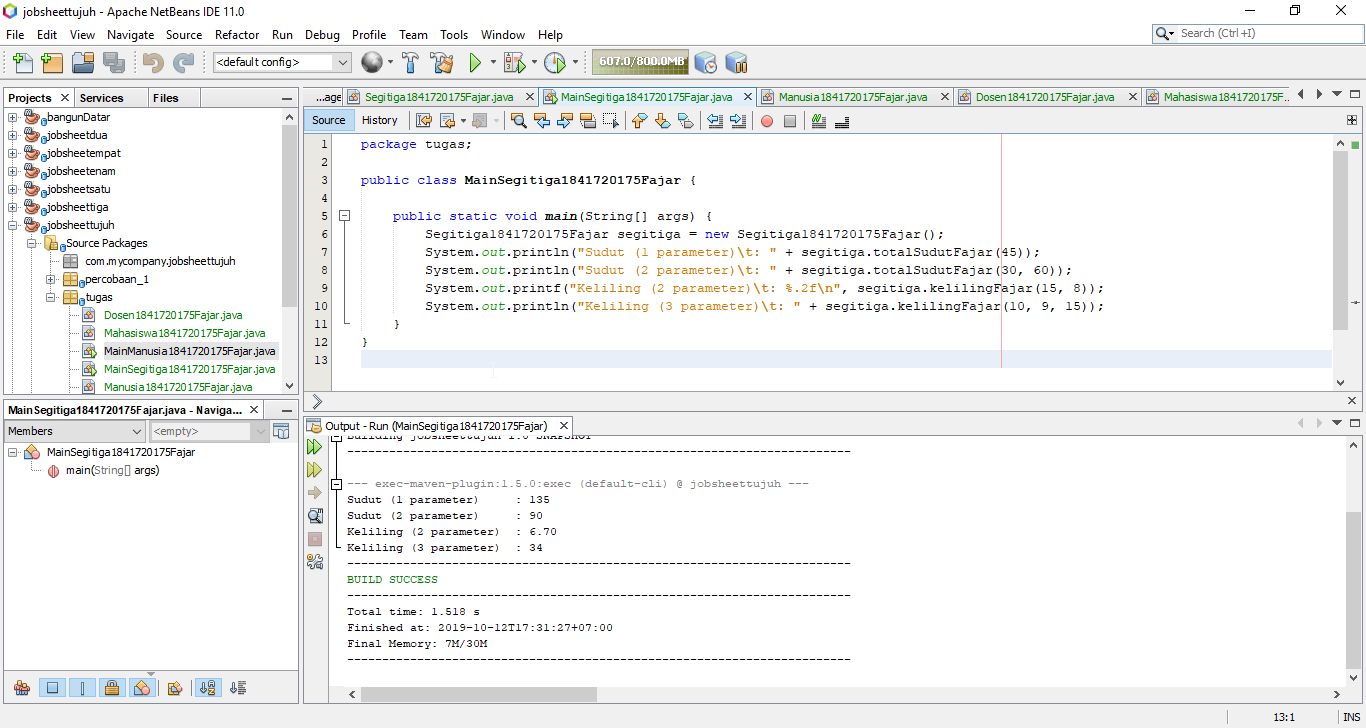 jobsheettujuh - Apache NetBeans IDE 11.0
File Edit View Navigate Source Refactor Run Debug Profile Team Tools Window Help
Search (Ctrl+I)
<default config>
607.0/800.0MB
Projects Services Files
bangunDatar
jobsheetdua
jobsheetempat
jobsheetenam
jobsheetsatu
jobsheettiga
jobsheettujuh
Source Packages
com.mycompany.jobsheettujuh
percobaan_1
tugas
Dosen1841720175Fajar.java
Mahasiswa1841720175Fajar.java
MainManusia1841720175Fajar.java
MainSegitiga1841720175Fajar.java
Manusia1841720175Fajar.java
MainSegitiga1841720175Fajar.java - Naviga...
Members <empty>
MainSegitiga1841720175Fajar
main(String[] args)
...age Segitiga1841720175Fajar.java MainSegitiga1841720175Fajar.java Manusia1841720175Fajar.java Dosen1841720175Fajar.java Mahasiswa1841720175F...
Source History
1 package tugas;
2
3 public class MainSegitiga1841720175Fajar {
4
5 public static void main(String[] args) {
6 Segitiga1841720175Fajar segitiga = new Segitiga1841720175Fajar();
7 System.out.println("Sudut (1 parameter)\t: " + segitiga.totalSudutFajar(45));
8 System.out.println("Sudut (2 parameter)\t: " + segitiga.totalSudutFajar(30, 60));
9 System.out.printf("Keliling (2 parameter)\t: %.2f\n", segitiga.kelilingFajar(15, 8));
10 System.out.println("Keliling (3 parameter)\t: " + segitiga.kelilingFajar(10, 9, 15));
11 }
12 }
13
Output - Run (MainSegitiga1841720175Fajar)
Building jobsheettujuh 1.0-SNAPSHOT
------------------------------------------------------------------------
--- exec-maven-plugin:1.5.0:exec (default-cli) @ jobsheettujuh ---
Sudut (1 parameter) : 135
Sudut (2 parameter) : 90
Keliling (2 parameter) : 6.70
Keliling (3 parameter) : 34
------------------------------------------------------------------------
BUILD SUCCESS
------------------------------------------------------------------------
Total time: 1.518 s
Finished at: 2019-10-12T17:31:27+07:00
Final Memory: 7M/30M
------------------------------------------------------------------------
13:1 INS